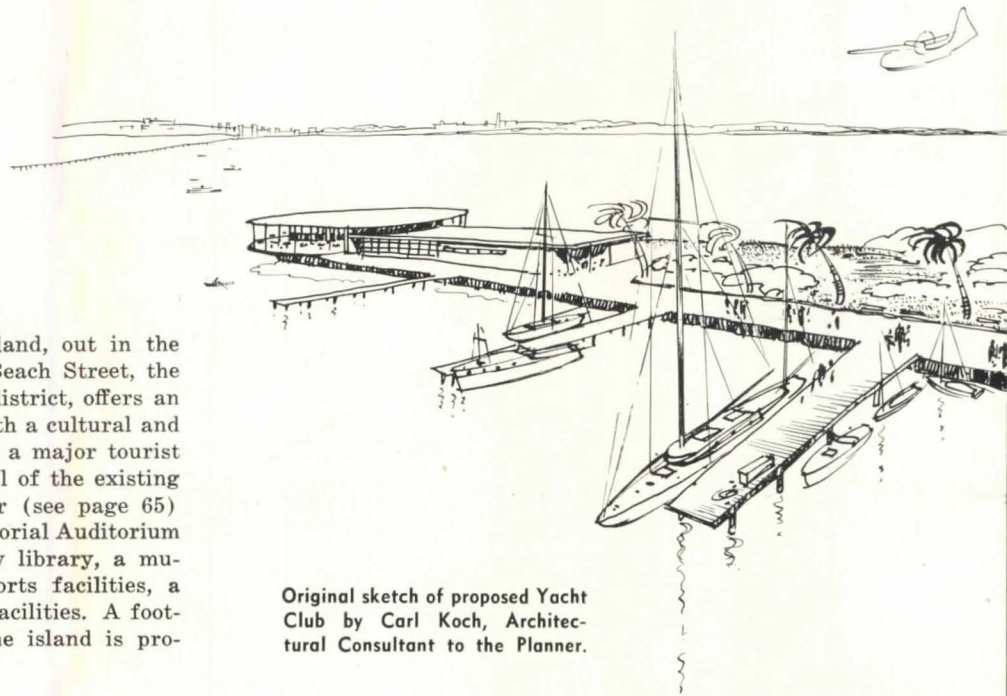 land, out in the
Beach Street, the
district, offers an
th a cultural and
a major tourist
l of the existing
r (see page 65)
orial Auditorium
y library, a mu-
orts facilities, a
acilities. A foot-
e island is pro-
Original sketch of proposed Yacht
Club by Carl Koch, Architec-
tural Consultant to the Planner.